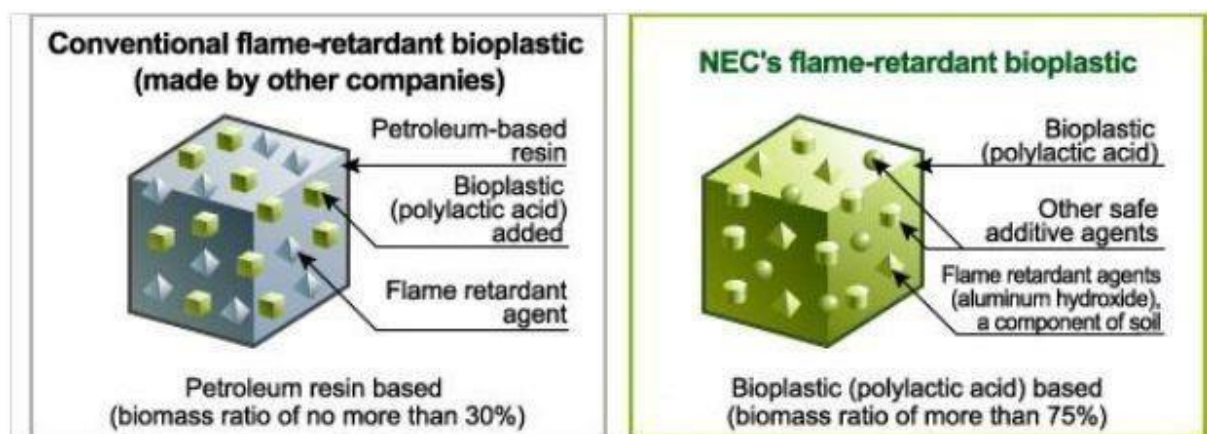 Conventional flame-retardant bioplastic
(made by other companies)
Petroleum-based
resin
Bioplastic
(polylactic acid)
added
Flame retardant
agent
Petroleum resin based
(biomass ratio of no more than 30%)
NEC's flame-retardant bioplastic
Bioplastic
(polylactic acid)
Other safe
additive agents
Flame retardant agents
(aluminum hydroxide),
a component of soil
Bioplastic (polylactic acid) based
(biomass ratio of more than 75%)